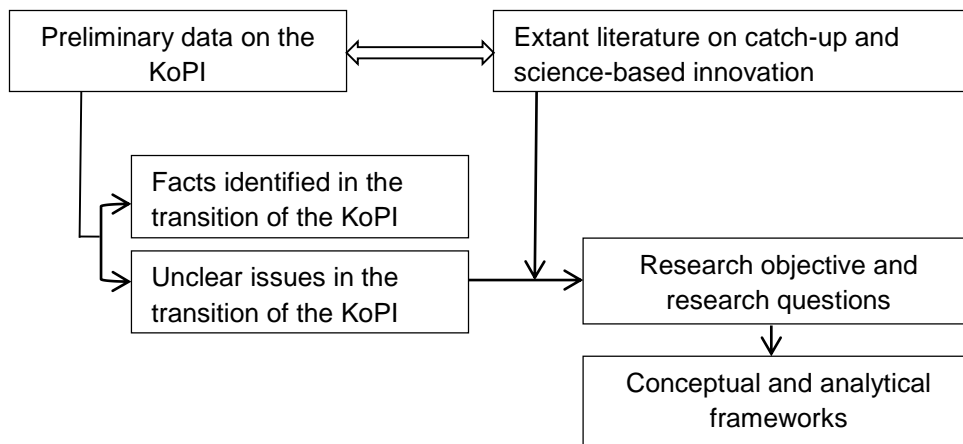 Preliminary data on the
KoPI
Extant literature on catch-up and
science-based innovation
Facts identified in the
transition of the KoPI
Unclear issues in the
transition of the KoPI
Research objective and
research questions
Conceptual and analytical
frameworks